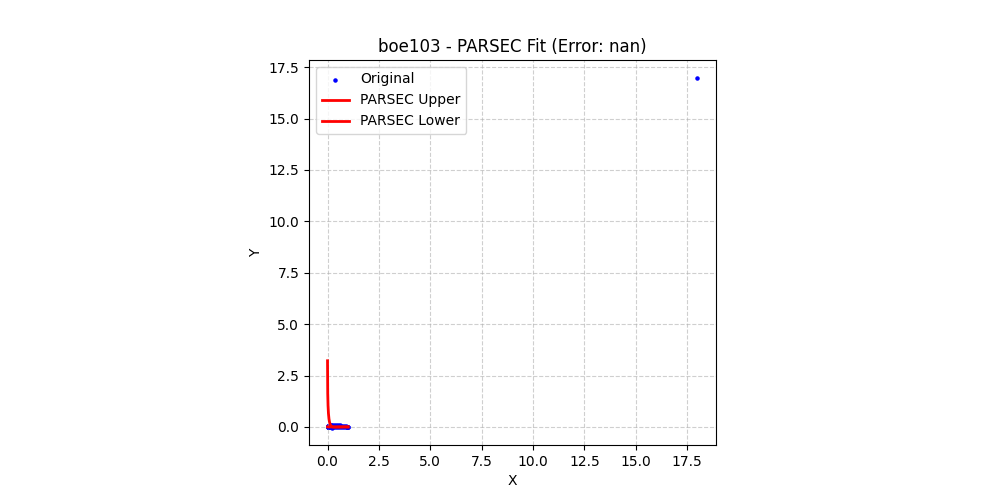 boe103 - PARSEC Fit (Error: nan)
Original
PARSEC Upper
PARSEC Lower
Y
17.5
15.0
12.5
10.0
7.5
5.0
2.5
0.0
0.0 2.5 5.0 7.5 10.0 12.5 15.0 17.5
X